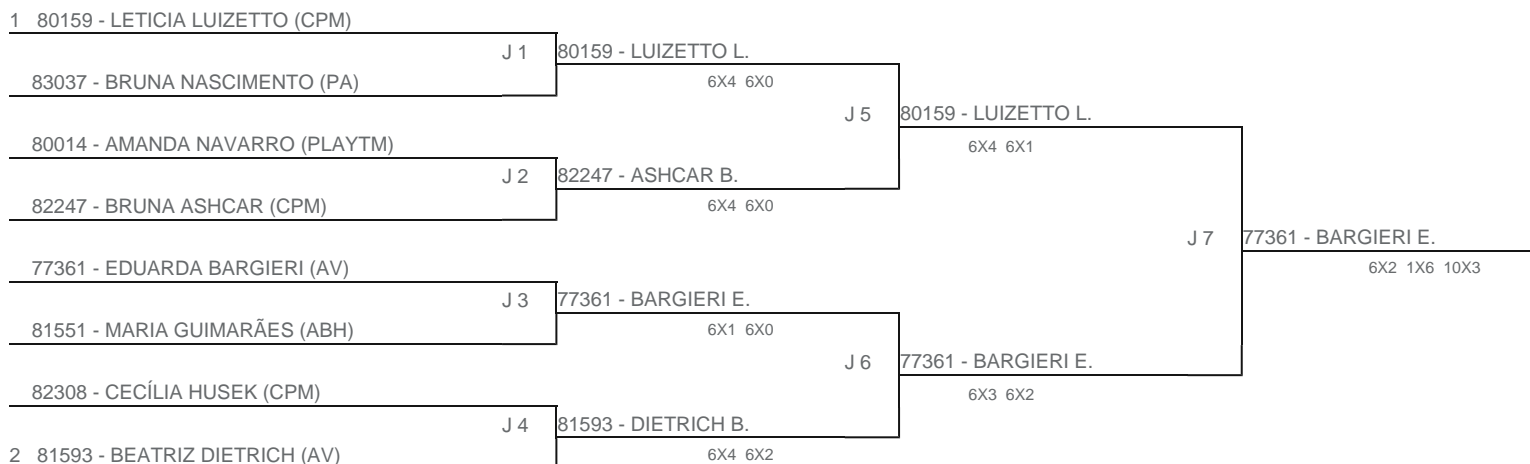 1 80159 - LETICIA LUIZETTO (CPM)
J 1 80159 - LUIZETTO L.
83037 - BRUNA NASCIMENTO (PA) 6X4 6X0
J 5 80159 - LUIZETTO L.
80014 - AMANDA NAVARRO (PLAYTM) 6X4 6X1
J 2 82247 - ASHCAR B.
82247 - BRUNA ASHCAR (CPM) 6X4 6X0
J 7 77361 - BARGIERI E.
77361 - EDUARDA BARGIERI (AV) 6X2 1X6 10X3
J 3 77361 - BARGIERI E.
81551 - MARIA GUIMARÃES (ABH) 6X1 6X0
J 6 77361 - BARGIERI E.
82308 - CECÍLIA HUSEK (CPM) 6X3 6X2
J 4 81593 - DIETRICH B.
2 81593 - BEATRIZ DIETRICH (AV) 6X4 6X2